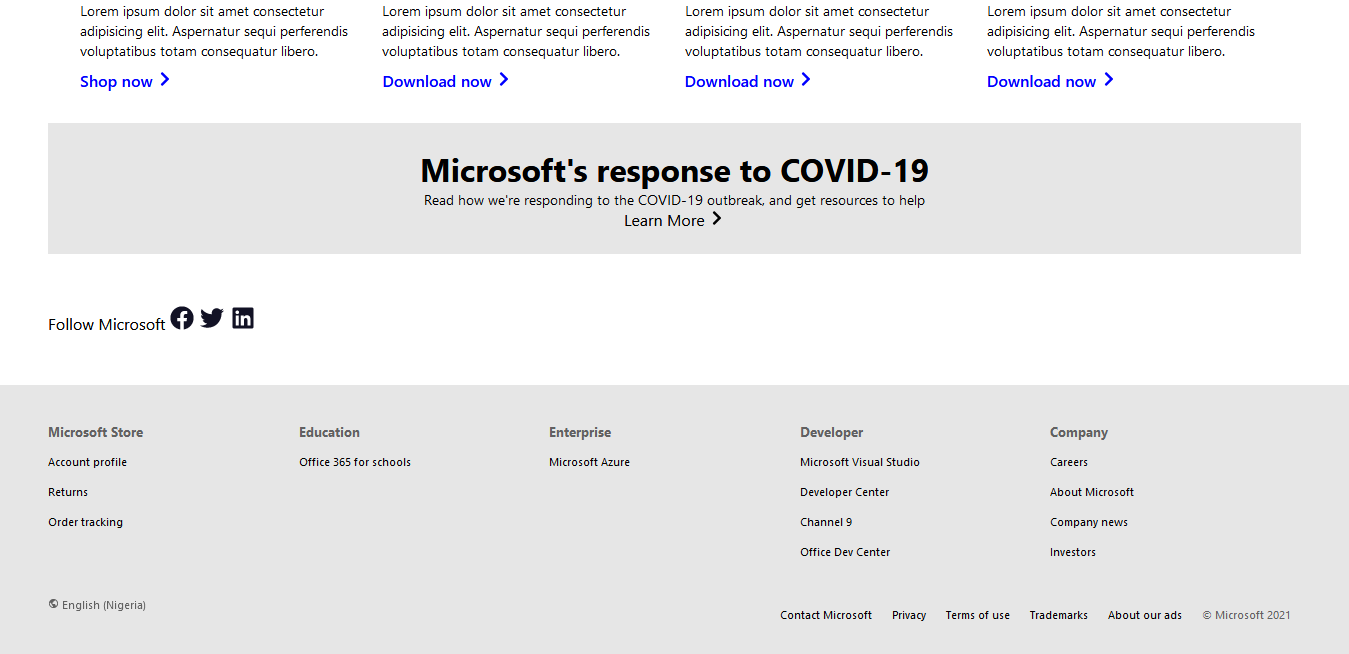 Lorem ipsum dolor sit amet consectetur
adipisicing elit. Aspernatur sequi perferendis
voluptatibus totam consequatur libero.
Shop now
Lorem ipsum dolor sit amet consectetur
adipisicing elit. Aspernatur sequi perferendis
voluptatibus totam consequatur libero.
Download now
Lorem ipsum dolor sit amet consectetur
adipisicing elit. Aspernatur sequi perferendis
voluptatibus totam consequatur libero.
Download now
Lorem ipsum dolor sit amet consectetur
adipisicing elit. Aspernatur sequi perferendis
voluptatibus totam consequatur libero.
Download now
Microsoft's response to COVID-19
Read how we're responding to the COVID-19 outbreak, and get resources to help
Learn More
Follow Microsoft
Microsoft Store
Account profile
Returns
Order tracking
Education
Office 365 for schools
Enterprise
Microsoft Azure
Developer
Microsoft Visual Studio
Developer Center
Channel 9
Office Dev Center
Company
Careers
About Microsoft
Company news
Investors
English (Nigeria)
Contact Microsoft Privacy Terms of use Trademarks About our ads © Microsoft 2021